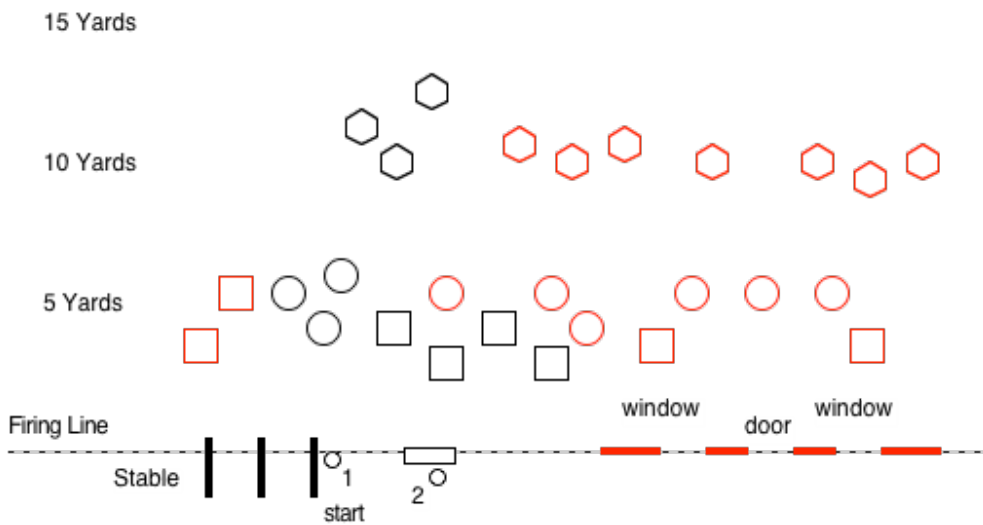 15 Yards
10 Yards
5 Yards
window
window
Firing Line
door
Stable
1
2
start